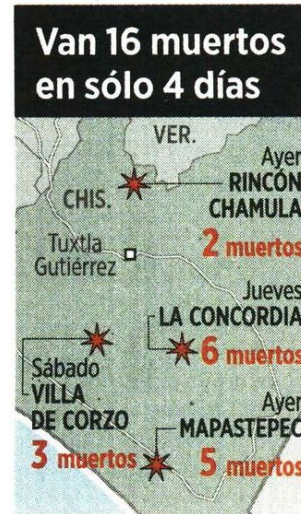 Van 16 muertos
en sólo 4 días
VER.
CHIS.
Tuxtla
Gutiérrez
Ayer
RINCÓN
CHAMULA
2 muertos
Jueves
LA CONCORDIA
6 muertos
Sábado
VILLA
DE CORZO
3 muertos
Ayer
MAPASTEPEC
5 muertos